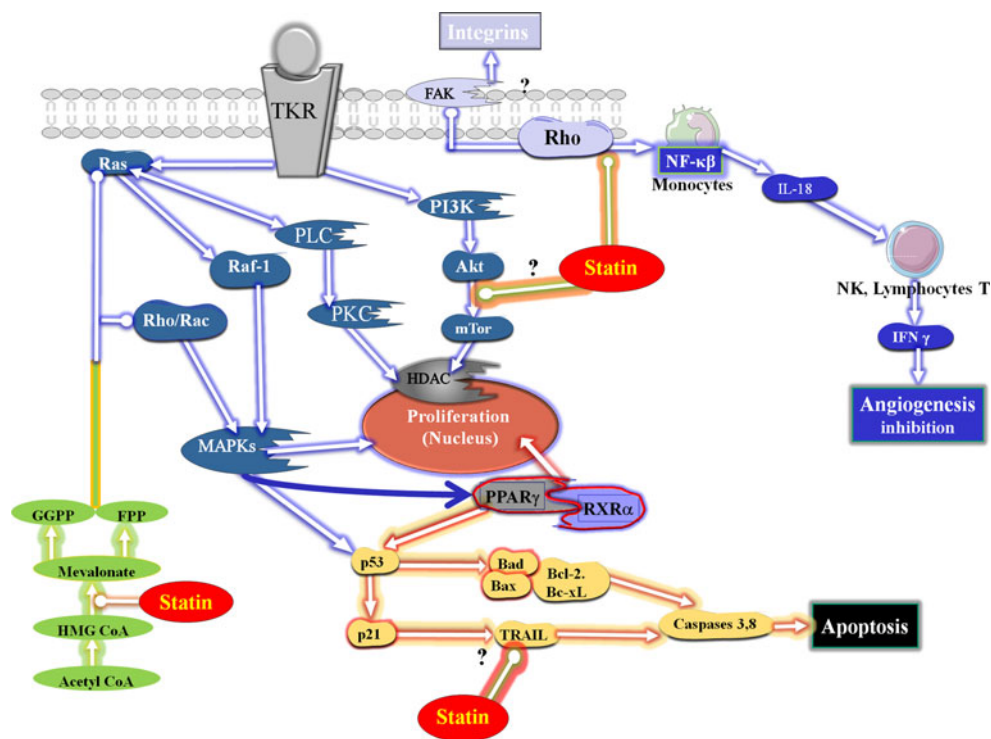 Integrins
FAK
?
TKR
Rho
Ras
NF-κβ
Monocytes
IL-18
PI3K
PLC
Raf-1
Akt
?
Statin
NK, Lymphocytes T
Rho/Rac
PKC
mTor
IFN γ
HDAC
Proliferation
(Nucleus)
Angiogenesis
inhibition
MAPKs
PPARγ
RXRα
GGPP
FPP
p53
Bad
Bax
Bcl-2.
Bc-xL
Mevalonate
Statin
HMG CoA
p21
TRAIL
?
Caspases 3,8
Apoptosis
Acetyl CoA
Statin